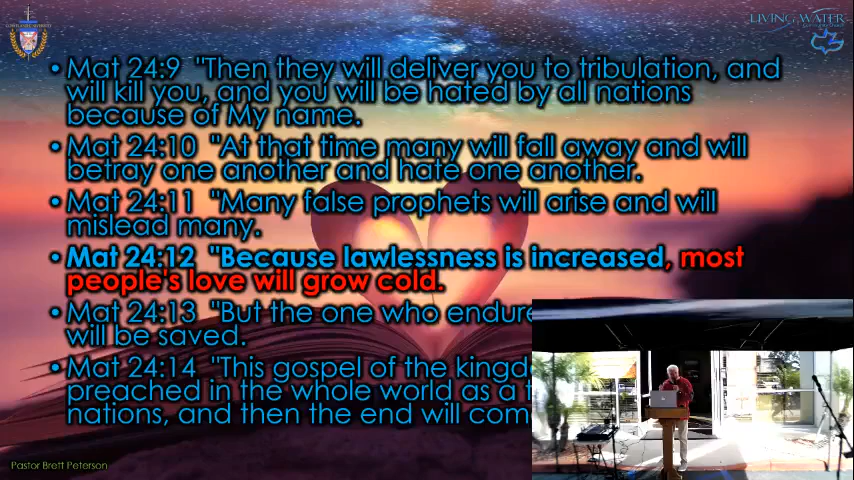 LIVING WATER
• Mat 24:9  "Then they will deliver you to tribulation, and
will kill you, and you will be hated by all nations
because of My name.
• Mat 24:10  "At that time many will fall away and will
betray one another and hate one another.
• Mat 24:11  "Many false prophets will arise and will
mislead many.
• Mat 24:12  "Because lawlessness is increased, most
people's love will grow cold.
• Mat 24:13  "But the one who endure
will be saved.
• Mat 24:14  "This gospel of the kingd
preached in the whole world as a t
nations, and then the end will com
Pastor Brett Peterson